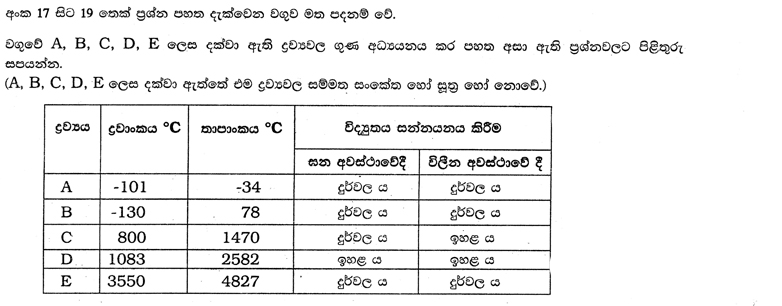 අංක 17 සිට 19 තෙක් ප්‍රශ්න පහත දැක්වෙන වගුව මත පදනම් වේ.
වගුවේ A, B, C, D, E ලෙස දක්වා ඇති ද්‍රව්‍යවල ගුණ අධ්‍යයනය කර පහත අසා ඇති ප්‍රශ්නවලට පිළිතුරු
සපයන්න.
(A, B, C, D, E ලෙස දක්වා ඇත්තේ එම ද්‍රව්‍යවල සම්මත සංකේත හෝ සූත්‍ර හෝ නොවේ.)
ද්‍රව්‍යය ද්‍රවාංකය °C තාපාංකය °C විද්‍යුතය සන්නයනය කිරීම
ඝන අවස්ථාවේදී විලීන අවස්ථාවේ දී
A -101 -34 දුර්වල ය දුර්වල ය
B -130 78 දුර්වල ය දුර්වල ය
C 800 1470 දුර්වල ය ඉහළ ය
D 1083 2582 ඉහළ ය ඉහළ ය
E 3550 4827 දුර්වල ය දුර්වල ය